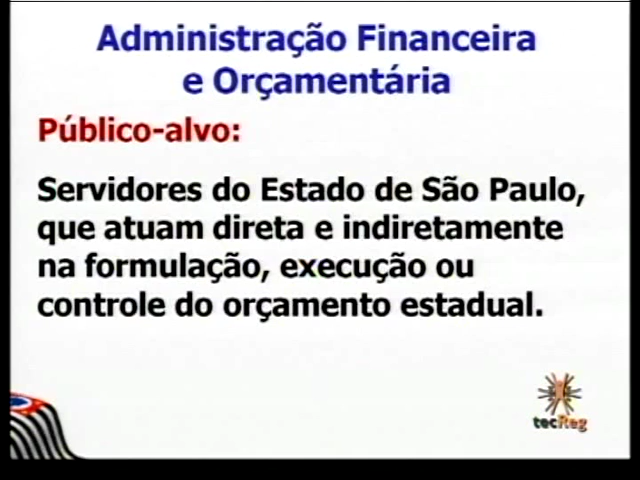 Administração Financeira
e Orçamentária
Público-alvo:
Servidores do Estado de São Paulo,
que atuam direta e indiretamente
na formulação, execução ou
controle do orçamento estadual.
tecReg